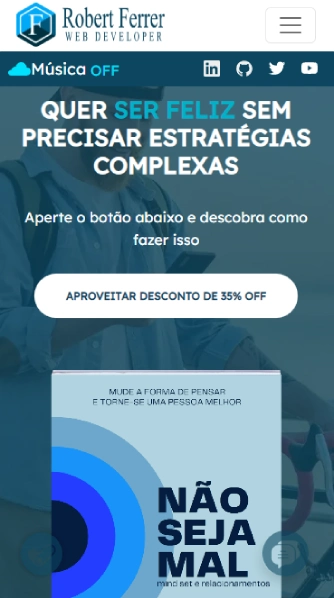 Robert Ferrer
WEB DEVELOPER
Música OFF
QUER SER FELIZ SEM
PRECISAR ESTRATÉGIAS
COMPLEXAS
Aperte o botão abaixo e descobra como
fazer isso
APROVEITAR DESCONTO DE 35% OFF
MUDE A FORMA DE PENSAR
E TORNE-SE UMA PESSOA MELHOR
NÃO
SEJA
MAL
mind set e relacionamentos